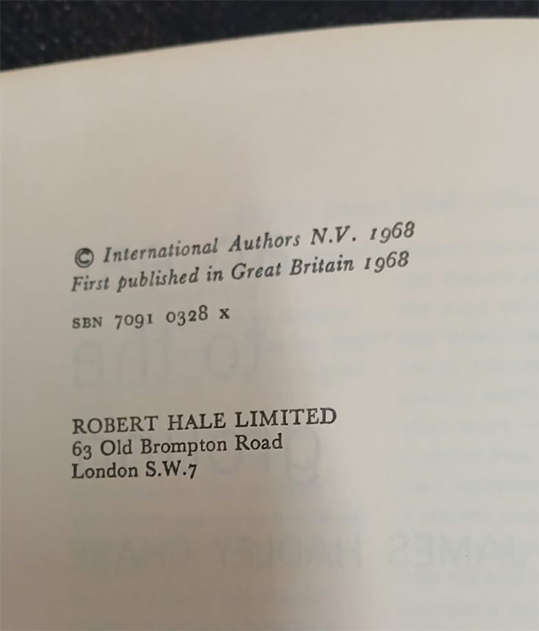 © International Authors N.V. 1968
First published in Great Britain 1968
SBN 7091 0328 X
ROBERT HALE LIMITED
63 Old Brompton Road
London S.W.7